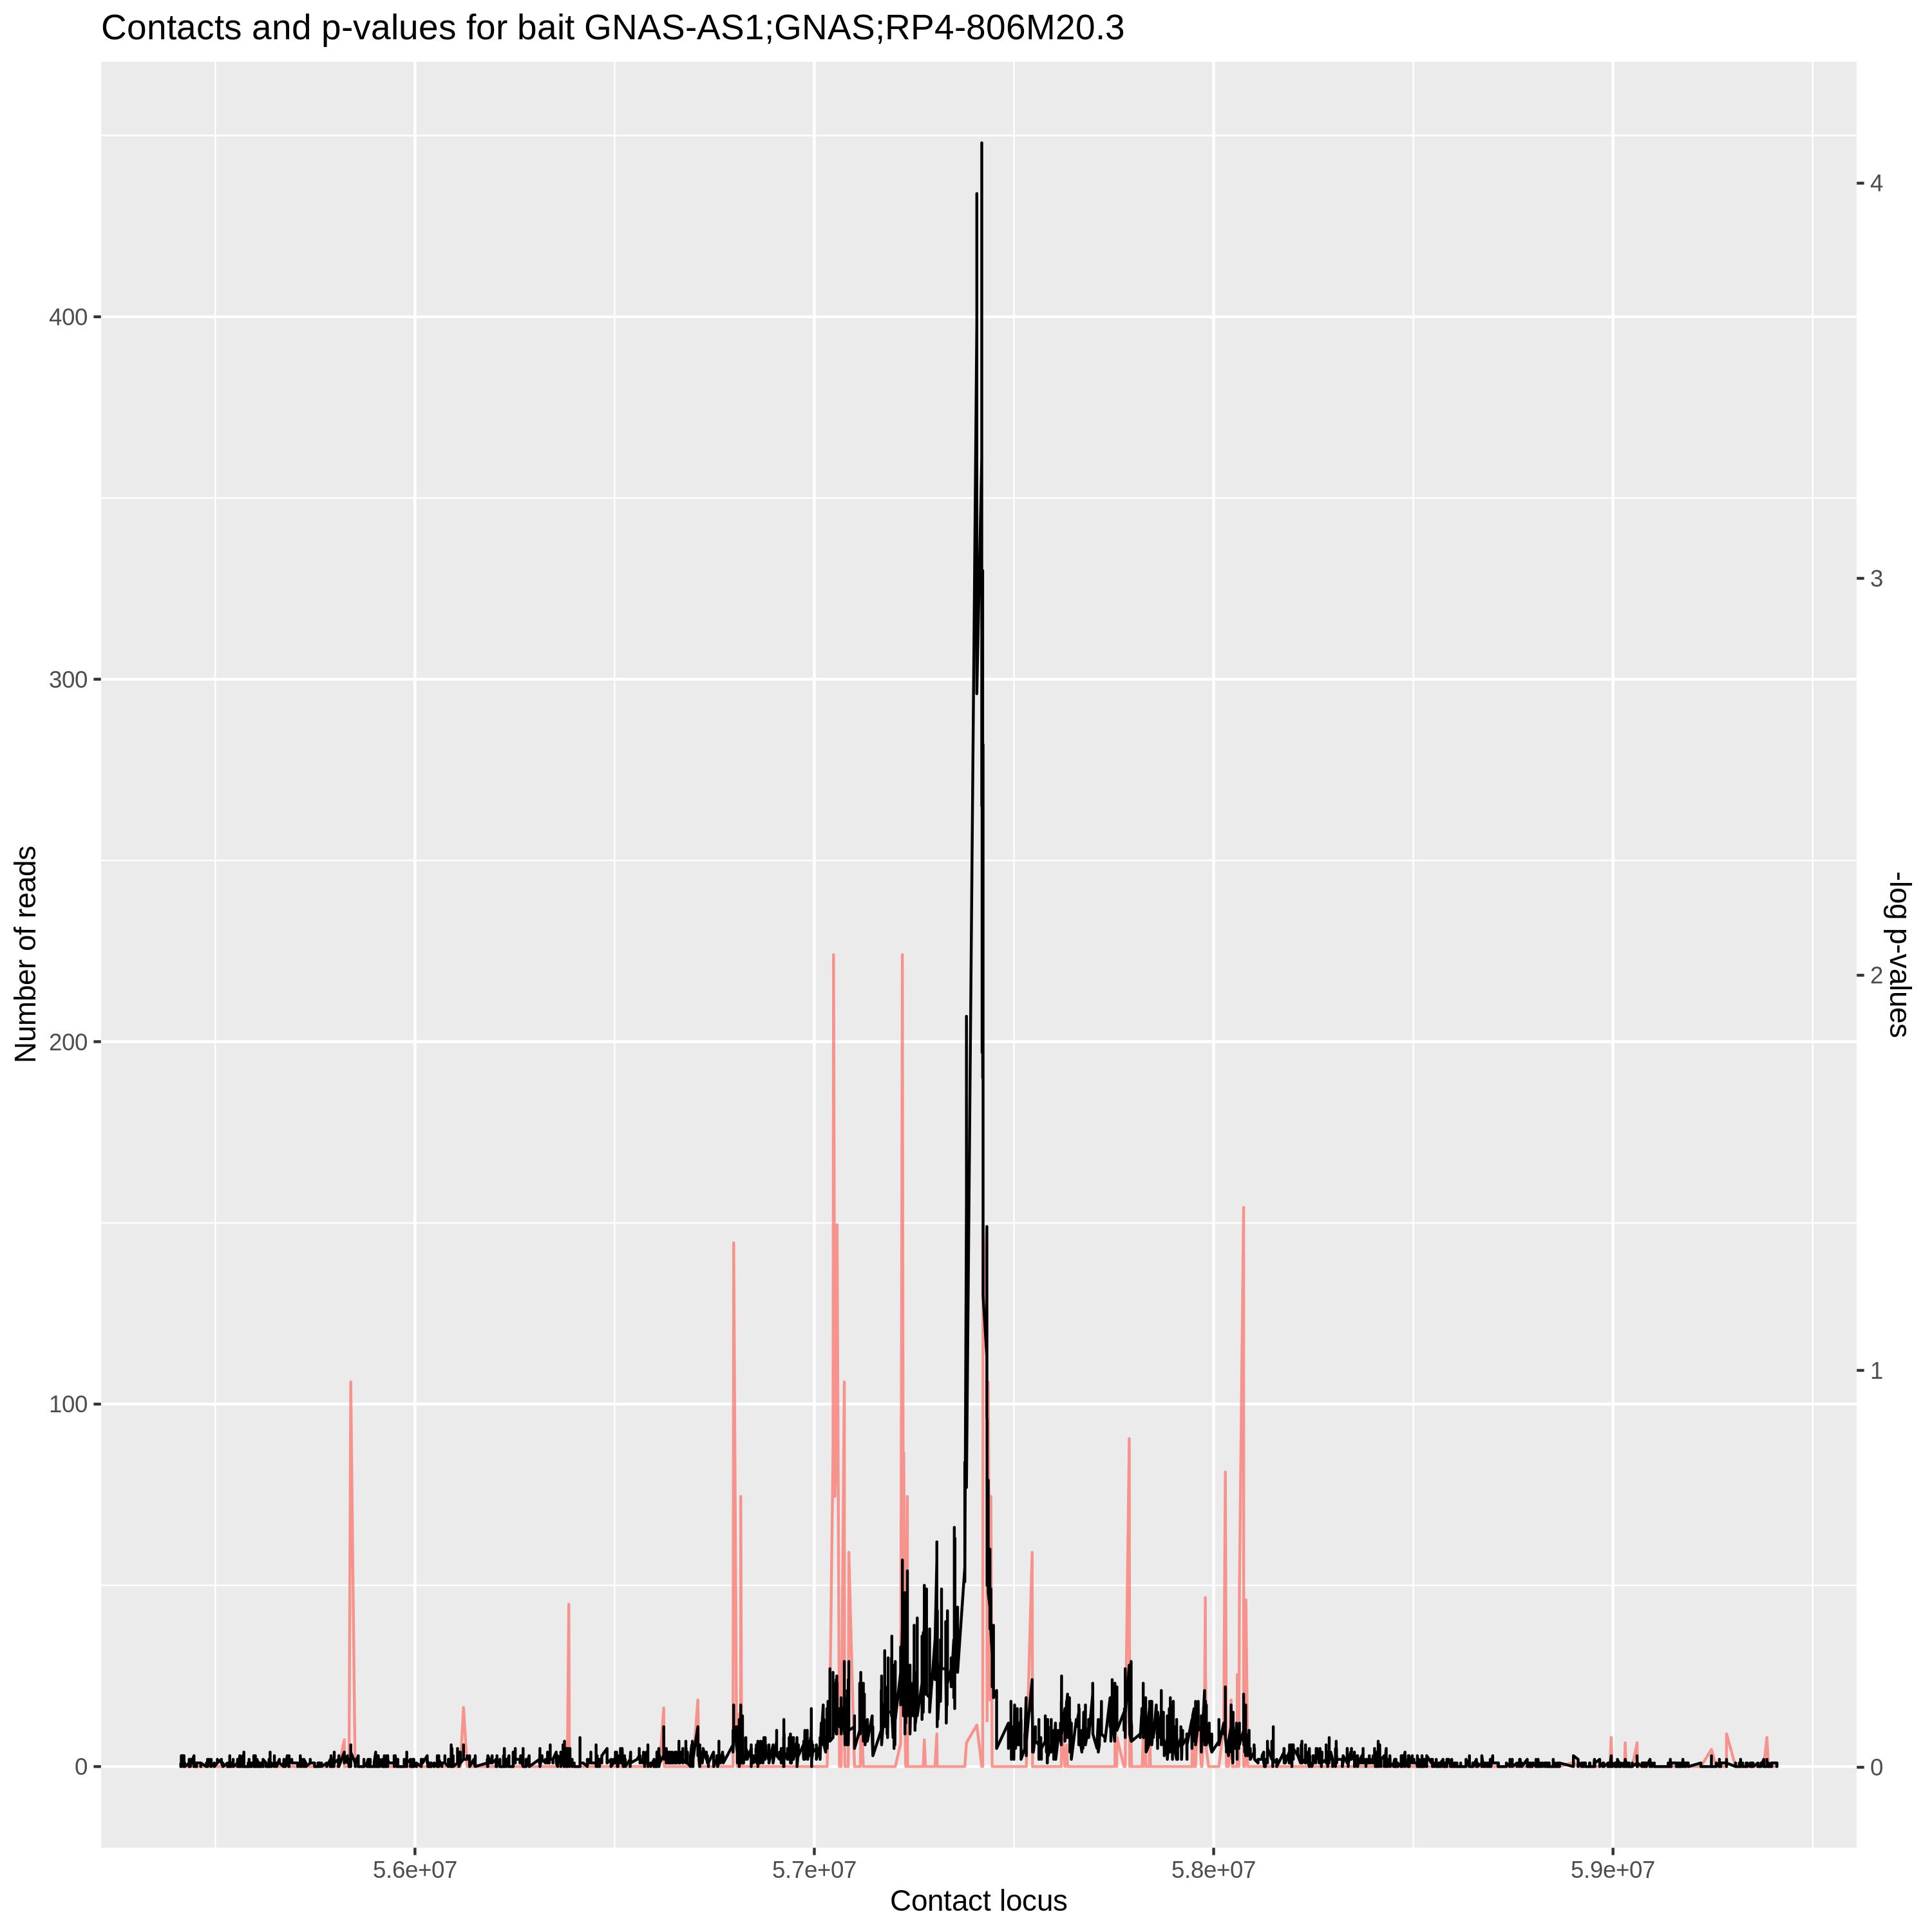 Contacts and p-values for bait GNAS-AS1;GNAS;RP4-806M20.3
400
300
200
100
0
Number of reads
4
3
2
1
0
-log p-values
5.6e+07 5.7e+07 5.8e+07 5.9e+07
Contact locus